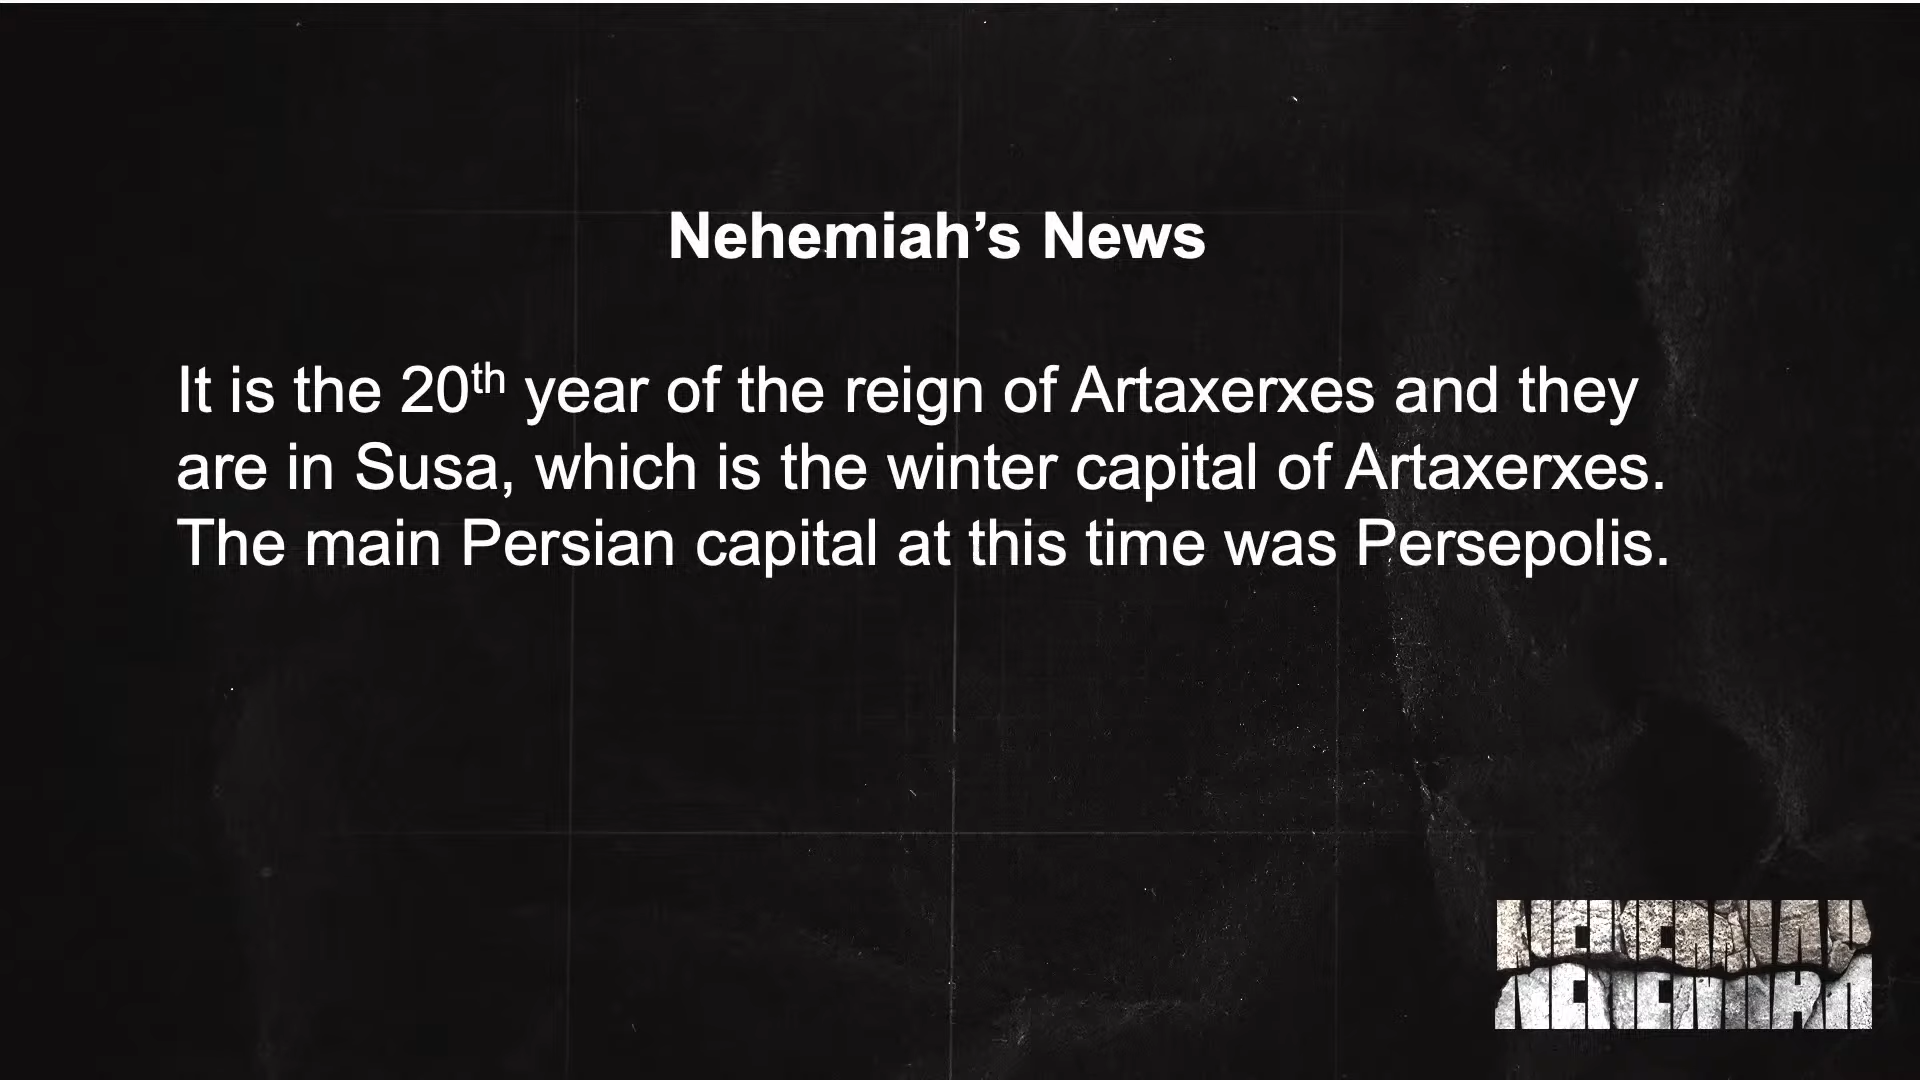 Nehemiah’s News
It is the 20th year of the reign of Artaxerxes and they
are in Susa, which is the winter capital of Artaxerxes.
The main Persian capital at this time was Persepolis.
NEHEMIAH
NEHEMIAH